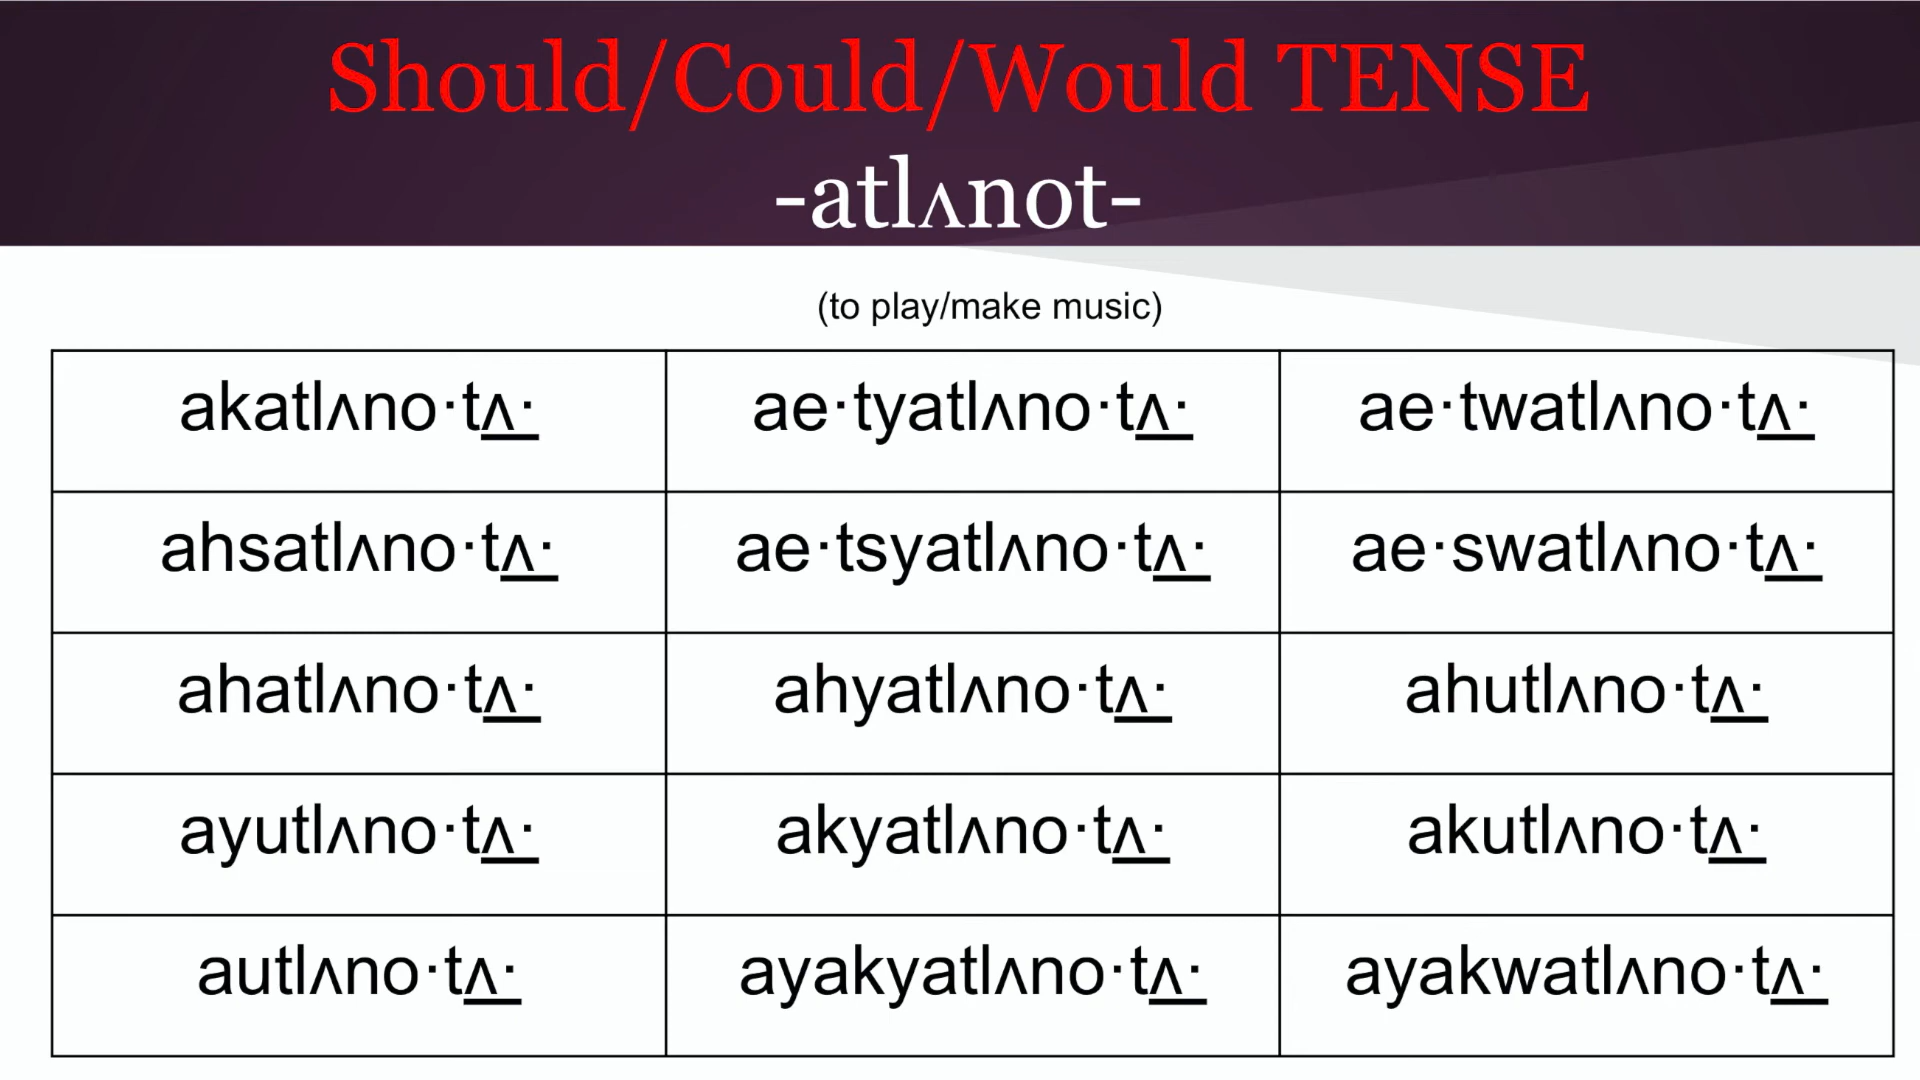 Should/Could/Would TENSE
-atlʌnot-
(to play/make music)
akatlʌno·tʌ̲·̲ ae·tyatlʌno·tʌ̲·̲ ae·twatlʌno·tʌ̲·̲
ahsatlʌno·tʌ̲·̲ ae·tsyatlʌno·tʌ̲·̲ ae·swatlʌno·tʌ̲·̲
ahatlʌno·tʌ̲·̲ ahyatlʌno·tʌ̲·̲ ahutlʌno·tʌ̲·̲
ayutlʌno·tʌ̲·̲ akyatlʌno·tʌ̲·̲ akutlʌno·tʌ̲·̲
autlʌno·tʌ̲·̲ ayakyatlʌno·tʌ̲·̲ ayakwatlʌno·tʌ̲·̲